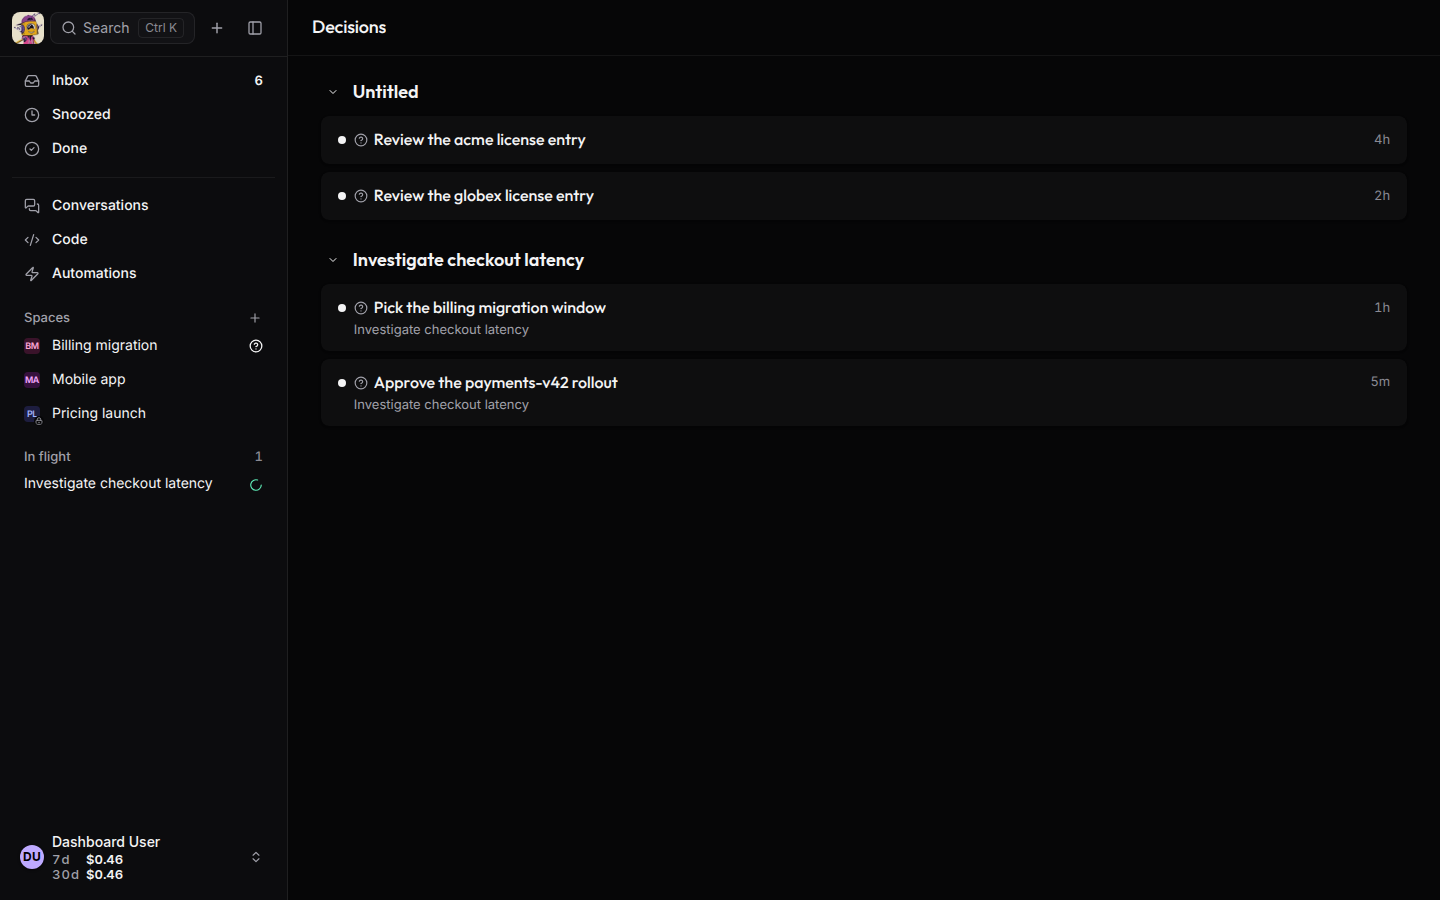 Search Ctrl K
Inbox 6
Snoozed
Done
Conversations
Code
Automations
Spaces
BM Billing migration
MA Mobile app
PL Pricing launch
In flight 1
Investigate checkout latency
DU Dashboard User
7d $0.46
30d $0.46
Decisions
Untitled
Review the acme license entry 4h
Review the globex license entry 2h
Investigate checkout latency
Pick the billing migration window 1h
Investigate checkout latency
Approve the payments-v42 rollout 5m
Investigate checkout latency